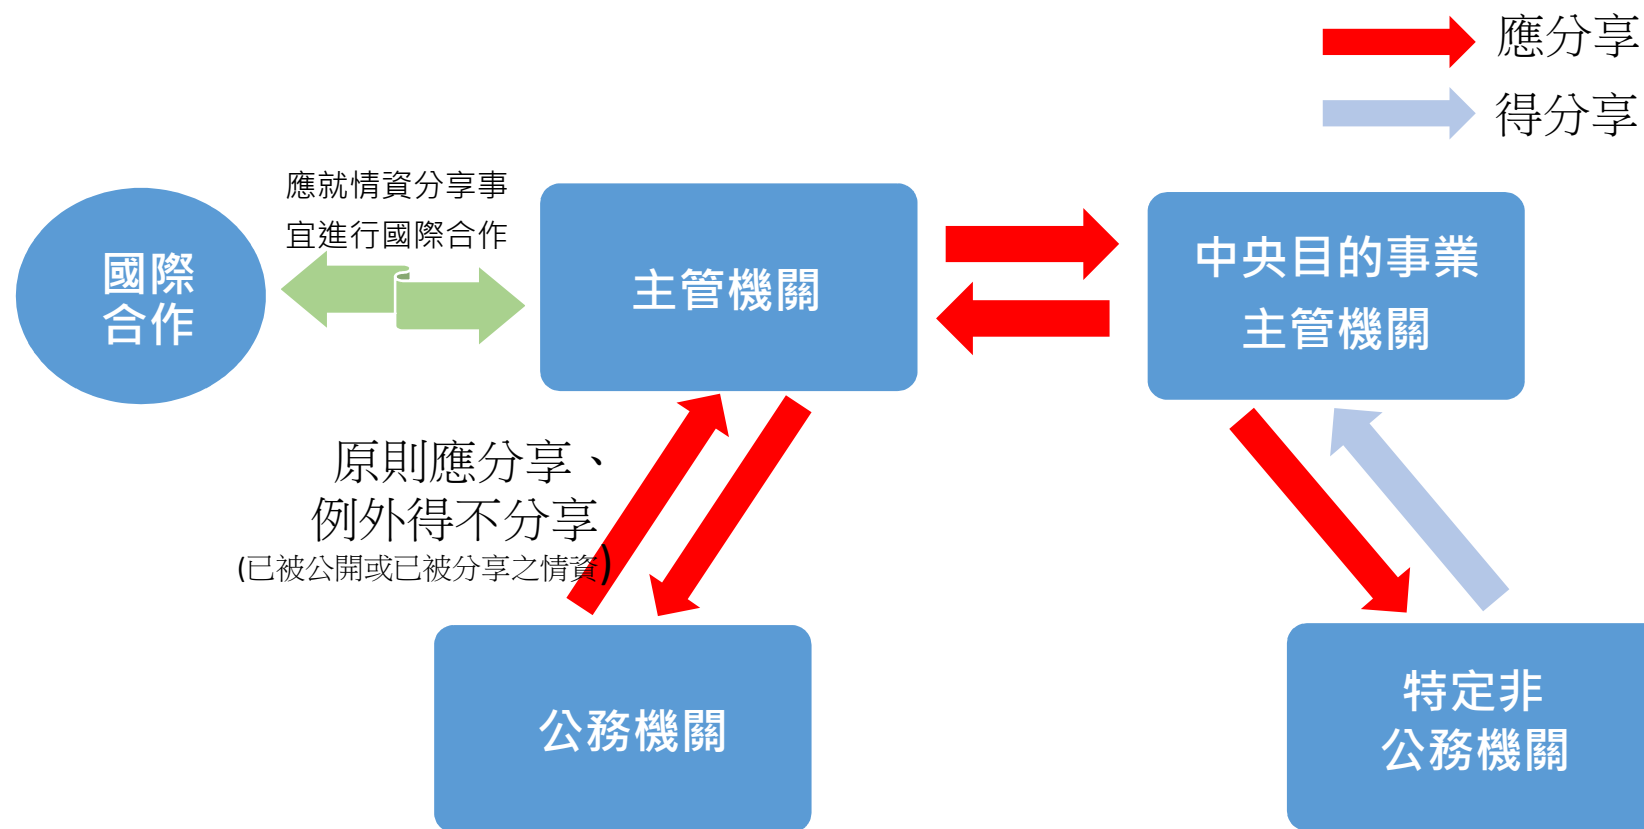 應分享
得分享
應就情資分享事
宜進行國際合作
國際
合作
主管機關
中央目的事業
主管機關
原則應分享、
例外得不分享
(已被公開或已被分享之情資)
公務機關
特定非
公務機關